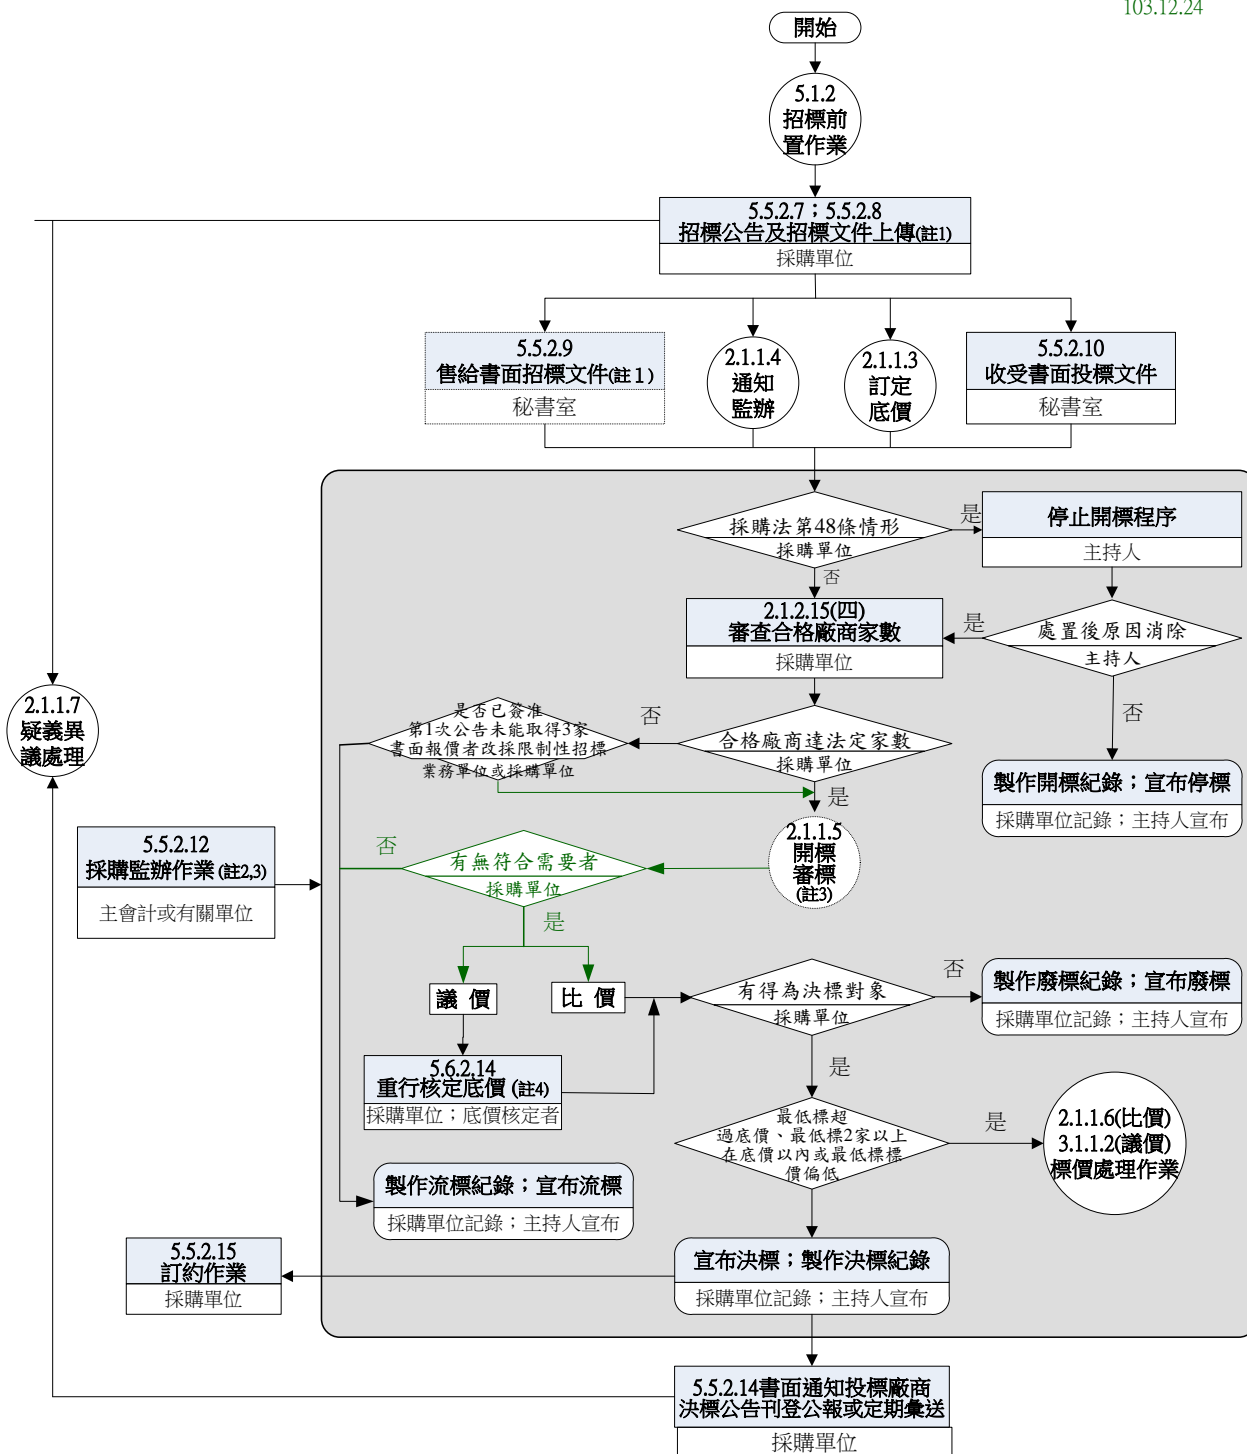 103.12.24
開始
5.1.2
招標前
置作業
5.5.2.7；5.5.2.8
招標公告及招標文件上傳(註1)
採購單位
5.5.2.9
售給書面招標文件(註1)
秘書室
2.1.1.4
通知
監辦
2.1.1.3
訂定
底價
5.5.2.10
收受書面投標文件
秘書室
採購法第48條情形
採購單位
是
否
停止開標程序
主持人
2.1.2.15(四)
審查合格廠商家數
採購單位
是
處置後原因消除
主持人
否
2.1.1.7
疑義異
議處理
是否已簽准
第1次公告未能取得3家
書面報價者改採限制性招標
業務單位或採購單位
否
合格廠商達法定家數
採購單位
是
製作開標紀錄；宣布停標
採購單位記錄；主持人宣布
5.5.2.12
採購監辦作業(註2,3)
主會計或有關單位
否
有無符合需要者
採購單位
是
2.1.1.5
開標
審標
(註3)
議 價
比 價
有得為決標對象
採購單位
否
是
製作廢標紀錄；宣布廢標
採購單位記錄；主持人宣布
5.6.2.14
重行核定底價(註4)
採購單位；底價核定者
最低標超
過底價、最低標2家以上
在底價以內或最低標標
價偏低
是
2.1.1.6(比價)
3.1.1.2(議價)
標價處理作業
製作流標紀錄；宣布流標
採購單位記錄；主持人宣布
5.5.2.15
訂約作業
採購單位
宣布決標；製作決標紀錄
採購單位記錄；主持人宣布
5.5.2.14書面通知投標廠商
決標公告刊登公報或定期彙送
採購單位